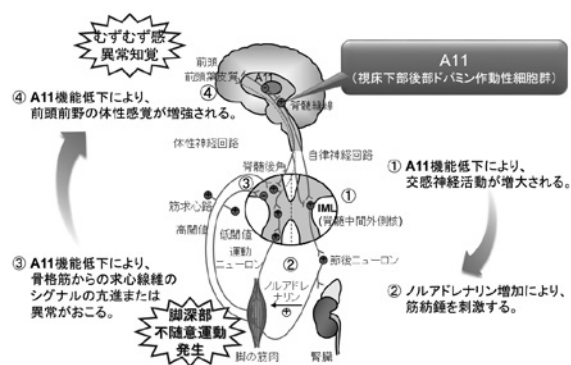 むずむず感
異常知覚
④ A11機能低下により、
前頭前野の体性感覚が増強される。
③ A11機能低下により、
骨格筋からの求心線維の
シグナルの亢進または
異常がおこる。
脚深部
不随意運動
発生
前頭
前頭葉皮質
A11
④
脊髄
体性神経回路
自律神経回路
脊髄後角
③
①
筋求心路
高閾値
低閾値
運動
ニューロン
IML
(脊髄中間外側核)
②
節後ニューロン
ノルアドレ
ナリン
+
脚の筋肉
腎臓
A11
(視床下部後部ドパミン作動性細胞群)
① A11機能低下により、
交感神経活動が増大される。
② ノルアドレナリン増加により、
筋紡錘を刺激する。